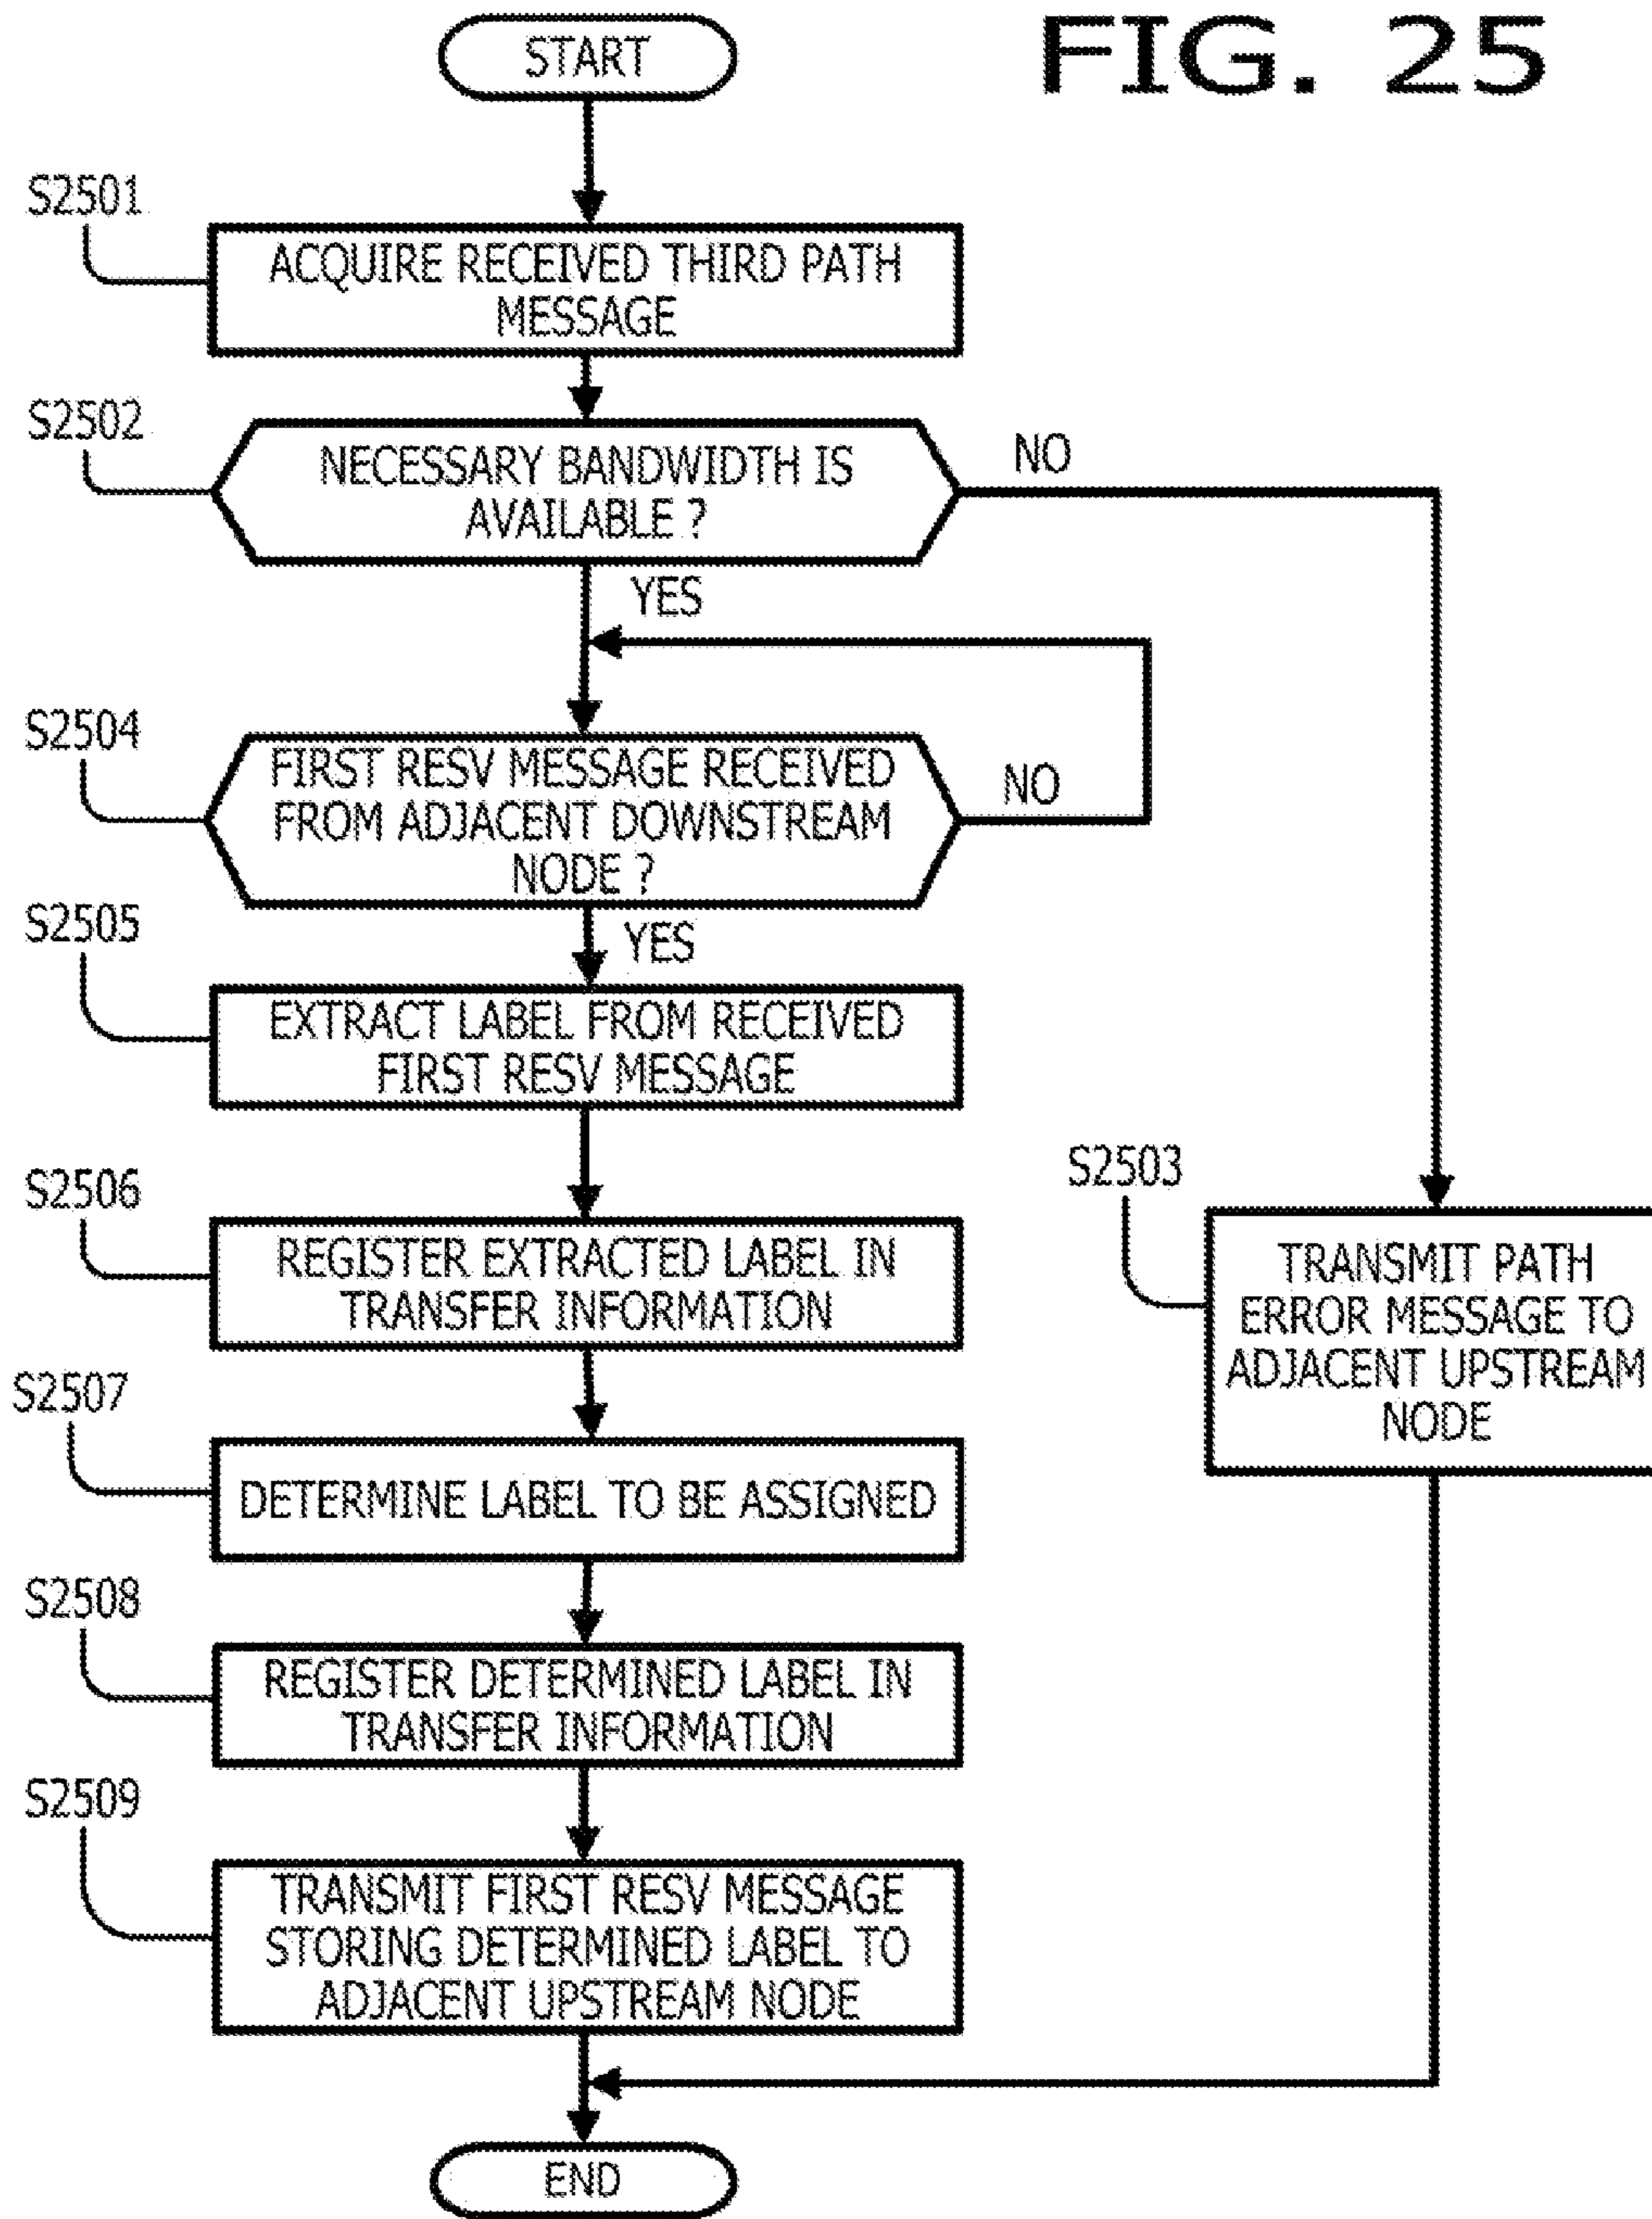 FIG. 25
START
S2501
ACQUIRE RECEIVED THIRD PATH
MESSAGE
S2502
NECESSARY BANDWIDTH IS
AVAILABLE ?
NO
YES
S2504
FIRST RESV MESSAGE RECEIVED
FROM ADJACENT DOWNSTREAM
NODE ?
NO
YES
S2505
EXTRACT LABEL FROM RECEIVED
FIRST RESV MESSAGE
S2506
REGISTER EXTRACTED LABEL IN
TRANSFER INFORMATION
S2503
TRANSMIT PATH
ERROR MESSAGE TO
ADJACENT UPSTREAM
NODE
S2507
DETERMINE LABEL TO BE ASSIGNED
S2508
REGISTER DETERMINED LABEL IN
TRANSFER INFORMATION
S2509
TRANSMIT FIRST RESV MESSAGE
STORING DETERMINED LABEL TO
ADJACENT UPSTREAM NODE
END